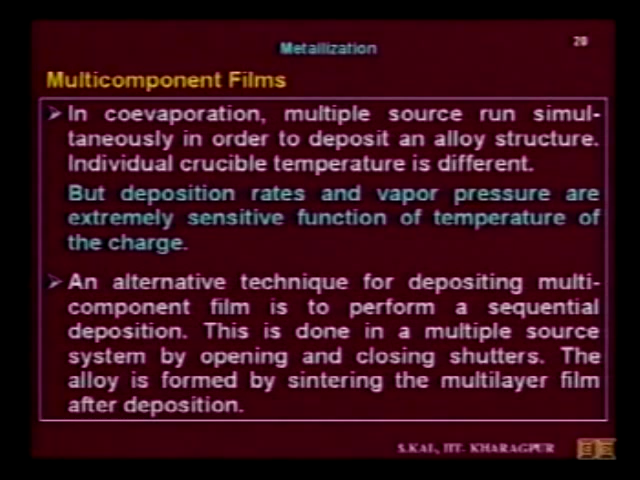 Metallization
20
Multicomponent Films
➢ In coevaporation, multiple source run simul-
taneously in order to deposit an alloy structure.
Individual crucible temperature is different.
But deposition rates and vapor pressure are
extremely sensitive function of temperature of
the charge.
➢ An alternative technique for depositing multi-
component film is to perform a sequential
deposition. This is done in a multiple source
system by opening and closing shutters. The
alloy is formed by sintering the multilayer film
after deposition.
S.KAL, IIT- KHARAGPUR